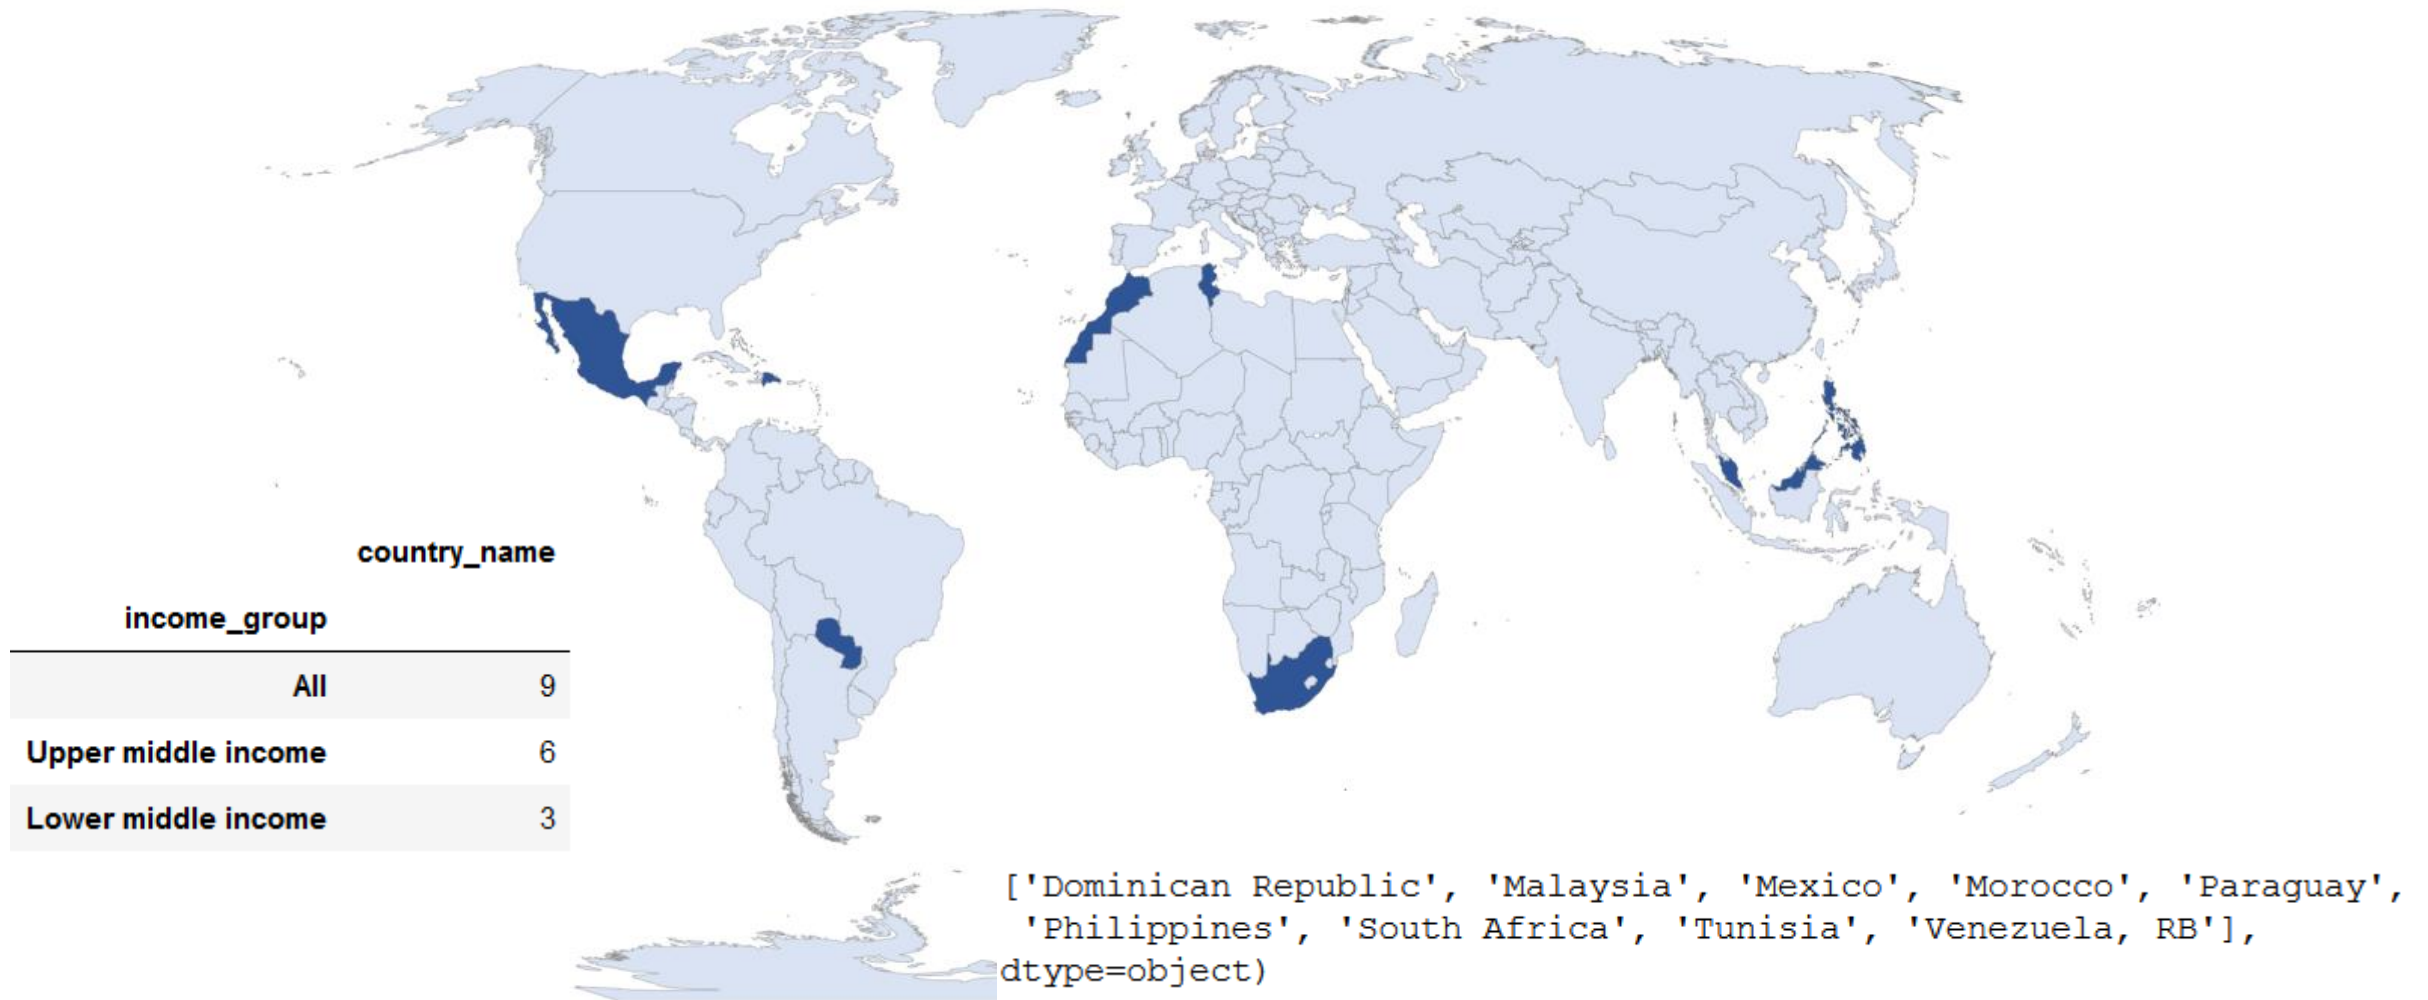 country_name
income_group
All 9
Upper middle income 6
Lower middle income 3
['Dominican Republic', 'Malaysia', 'Mexico', 'Morocco', 'Paraguay',
'Philippines', 'South Africa', 'Tunisia', 'Venezuela, RB'],
dtype=object)